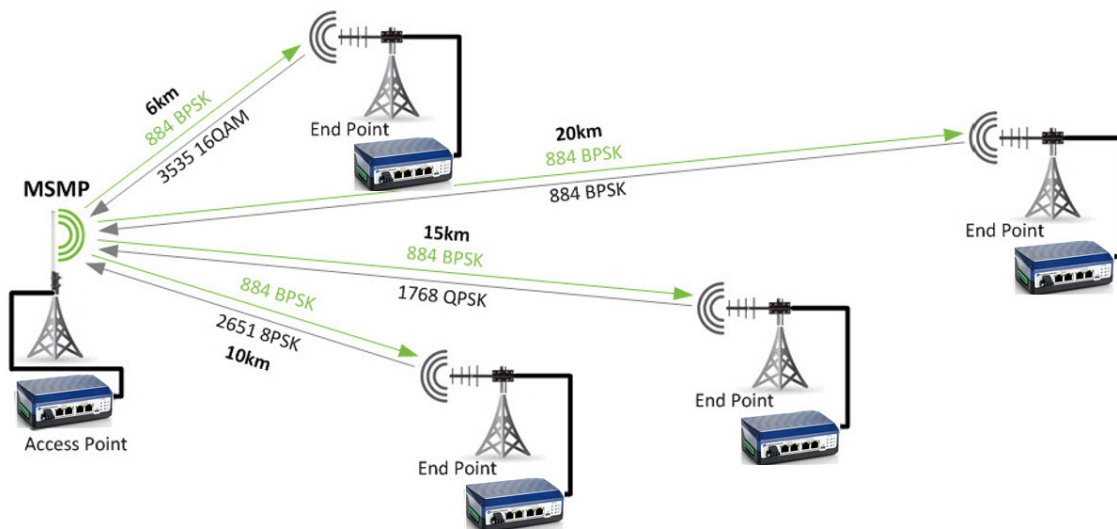 6km
884 BPSK
3535 16QAM
End Point
20km
884 BPSK
884 BPSK
MSMP
End Point
15km
884 BPSK
1768 QPSK
884 BPSK
2651 8PSK
10km
End Point
Access Point
End Point